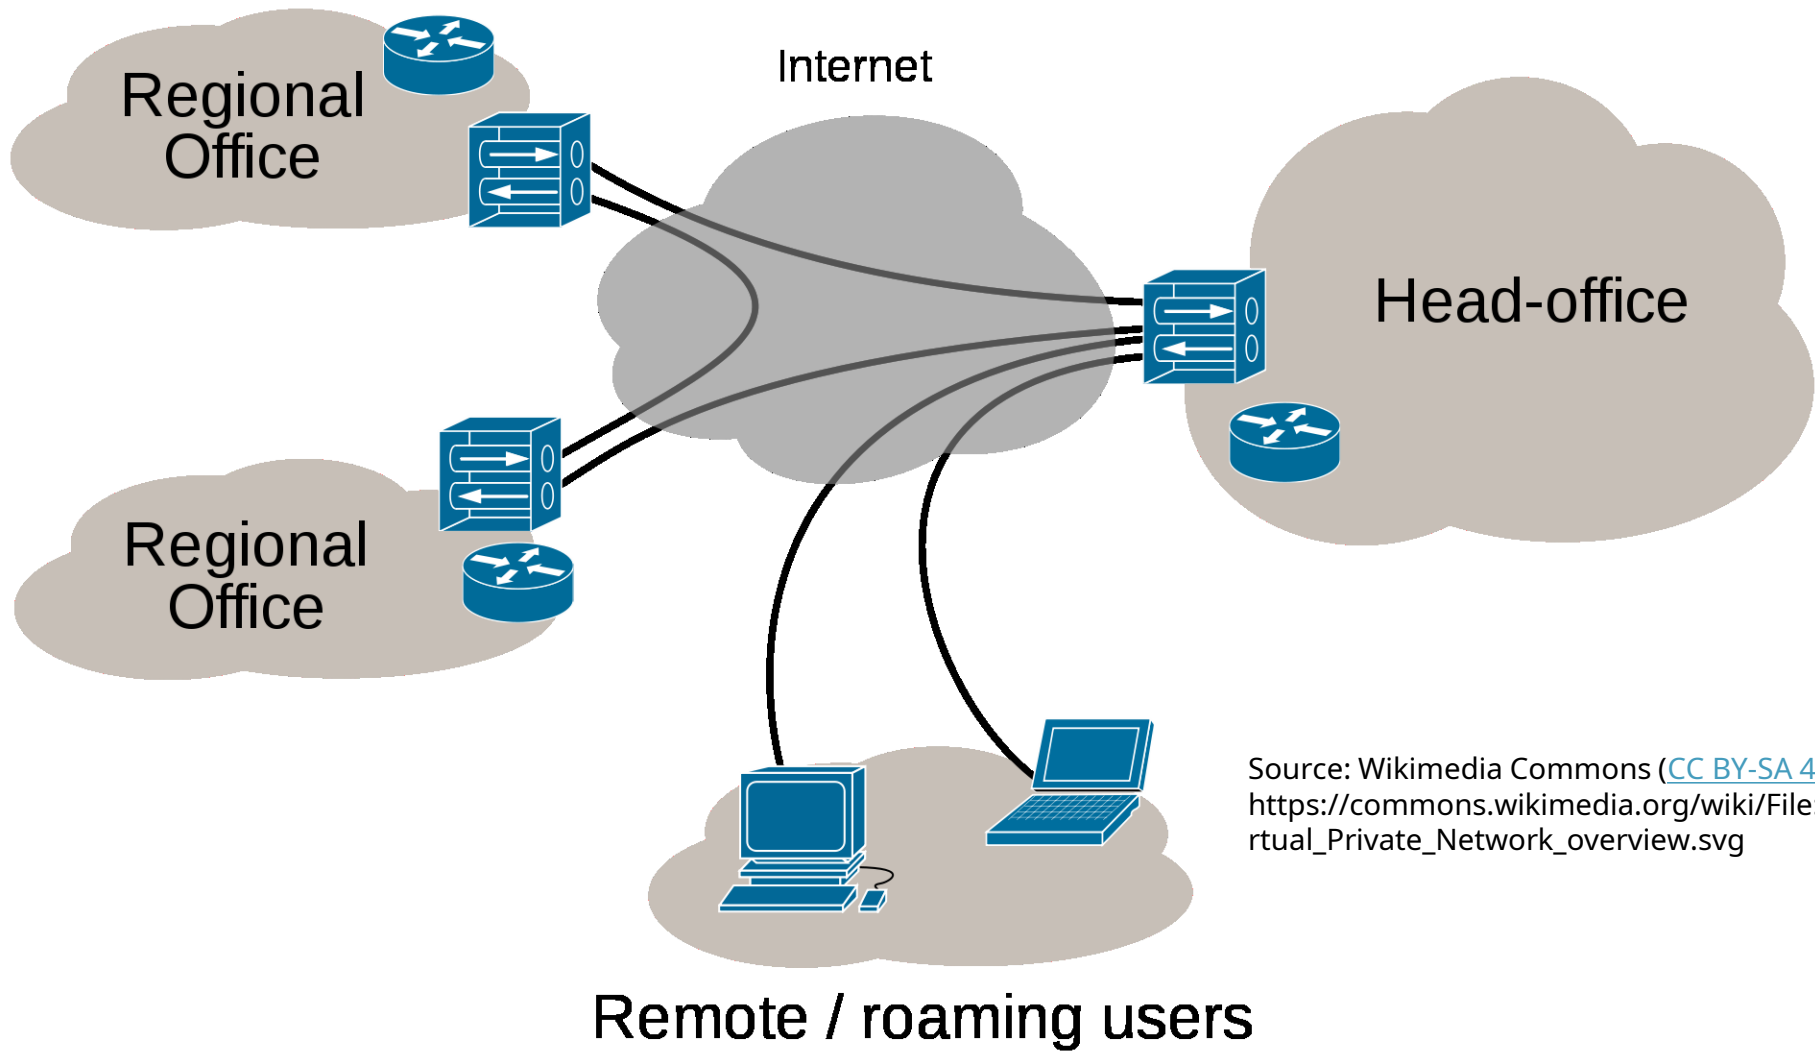 Internet
Regional
Office
Head-office
Regional
Office
Source: Wikimedia Commons (CC BY-SA 4
https://commons.wikimedia.org/wiki/File:
rtual_Private_Network_overview.svg
Remote / roaming users